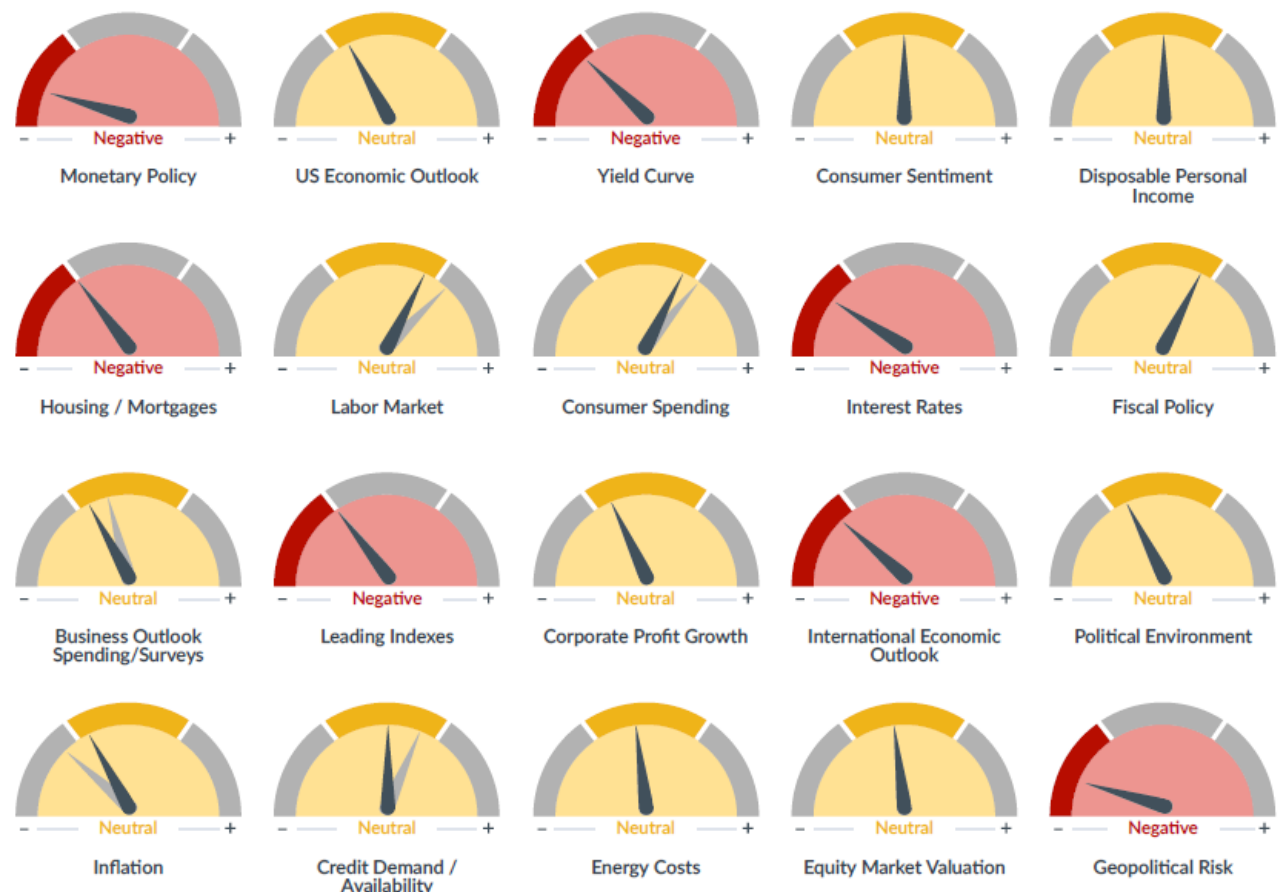 - Negative +
- Neutral +
- Negative +
- Neutral +
- Neutral +
Monetary Policy
US Economic Outlook
Yield Curve
Consumer Sentiment
Disposable Personal
Income
- Negative +
- Neutral +
- Neutral +
- Negative +
- Neutral +
Housing / Mortgages
Labor Market
Consumer Spending
Interest Rates
Fiscal Policy
- Neutral +
- Negative +
- Neutral +
- Negative +
- Neutral +
Business Outlook
Spending/Surveys
Leading Indexes
Corporate Profit Growth
International Economic
Outlook
Political Environment
- Neutral +
- Neutral +
- Neutral +
- Neutral +
- Negative +
Inflation
Credit Demand /
Availability
Energy Costs
Equity Market Valuation
Geopolitical Risk